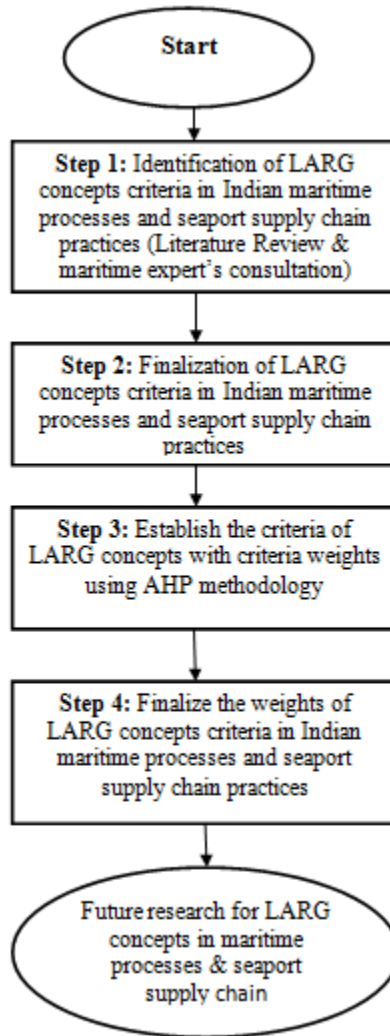 Start
Step 1: Identification of LARG
concepts criteria in Indian maritime
processes and seaport supply chain
practices (Literature Review &
maritime expert's consultation)
Step 2: Finalization of LARG
concepts criteria in Indian maritime
processes and seaport supply chain
practices
Step 3: Establish the criteria of
LARG concepts with criteria weights
using AHP methodology
Step 4: Finalize the weights of
LARG concepts criteria in Indian
maritime processes and seaport
supply chain practices
Future research for LARG
concepts in maritime
processes & seaport
supply chain